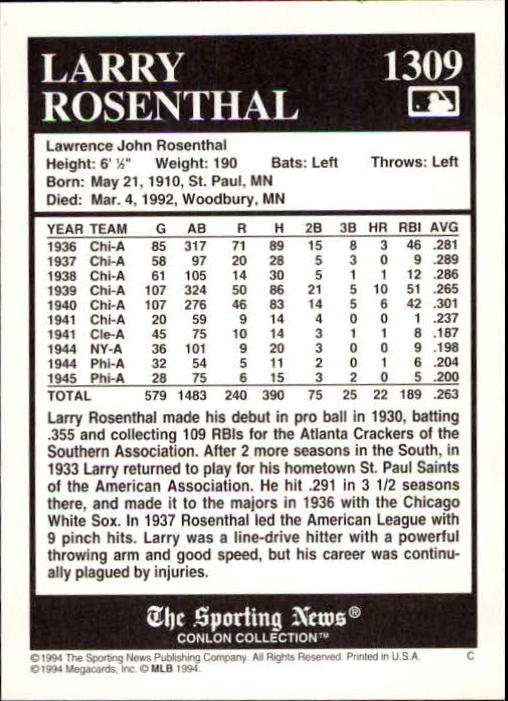 LARRY 1309
ROSENTHAL
Lawrence John Rosenthal
Height: 6' ½" Weight: 190 Bats: Left Throws: Left
Born: May 21, 1910, St. Paul, MN
Died: Mar. 4, 1992, Woodbury, MN
YEAR TEAM G AB R H 2B 3B HR RBI AVG
1936 Chi-A 85 317 71 89 15 8 3 46 .281
1937 Chi-A 58 97 20 28 5 3 0 9 .289
1938 Chi-A 61 105 14 30 5 1 1 12 .286
1939 Chi-A 107 324 50 86 21 5 10 51 .265
1940 Chi-A 107 276 46 83 14 5 6 42 .301
1941 Chi-A 20 59 9 14 4 0 0 1 .237
1941 Cle-A 45 75 10 14 3 1 1 8 .187
1944 NY-A 36 101 9 20 3 0 0 9 .198
1944 Phi-A 32 54 5 11 2 0 1 6 .204
1945 Phi-A 28 75 6 15 3 2 0 5 .200
TOTAL 579 1483 240 390 75 25 22 189 .263
Larry Rosenthal made his debut in pro ball in 1930, batting
.355 and collecting 109 RBIs for the Atlanta Crackers of the
Southern Association. After 2 more seasons in the South, in
1933 Larry returned to play for his hometown St. Paul Saints
of the American Association. He hit .291 in 3 1/2 seasons
there, and made it to the majors in 1936 with the Chicago
White Sox. In 1937 Rosenthal led the American League with
9 pinch hits. Larry was a line-drive hitter with a powerful
throwing arm and good speed, but his career was continu-
ally plagued by injuries.
The Sporting News®
CONLON COLLECTION™
©1994 The Sporting News Publishing Company. All Rights Reserved. Printed in U.S.A. C
©1994 Megacards, Inc. © MLB 1994.